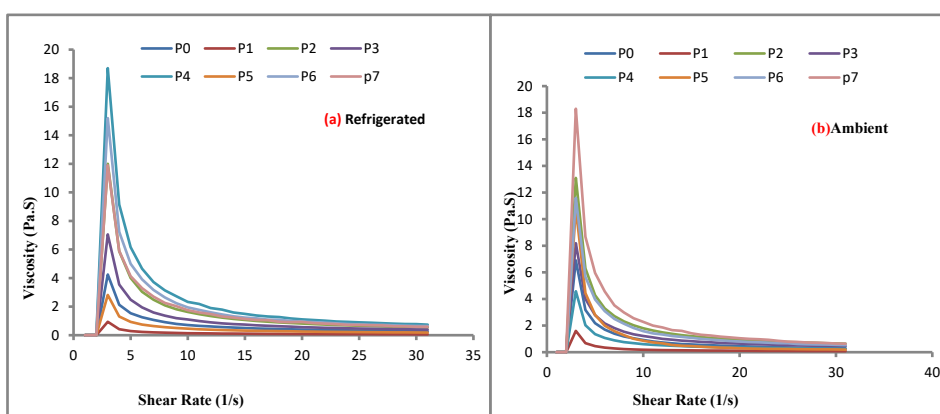 P0 P1 P2 P3
P4 P5 P6 p7
(a) Refrigerated
Viscosity (Pa.S)
20
18
16
14
12
10
8
6
4
2
0
0 5 10 15 20 25 30 35
Shear Rate (1/s)
P0 P1 P2 P3
P4 P5 P6 p7
(b)Ambient
Viscosity (Pa.S)
20
18
16
14
12
10
8
6
4
2
0
0 10 20 30 40
Shear Rate (1/s)